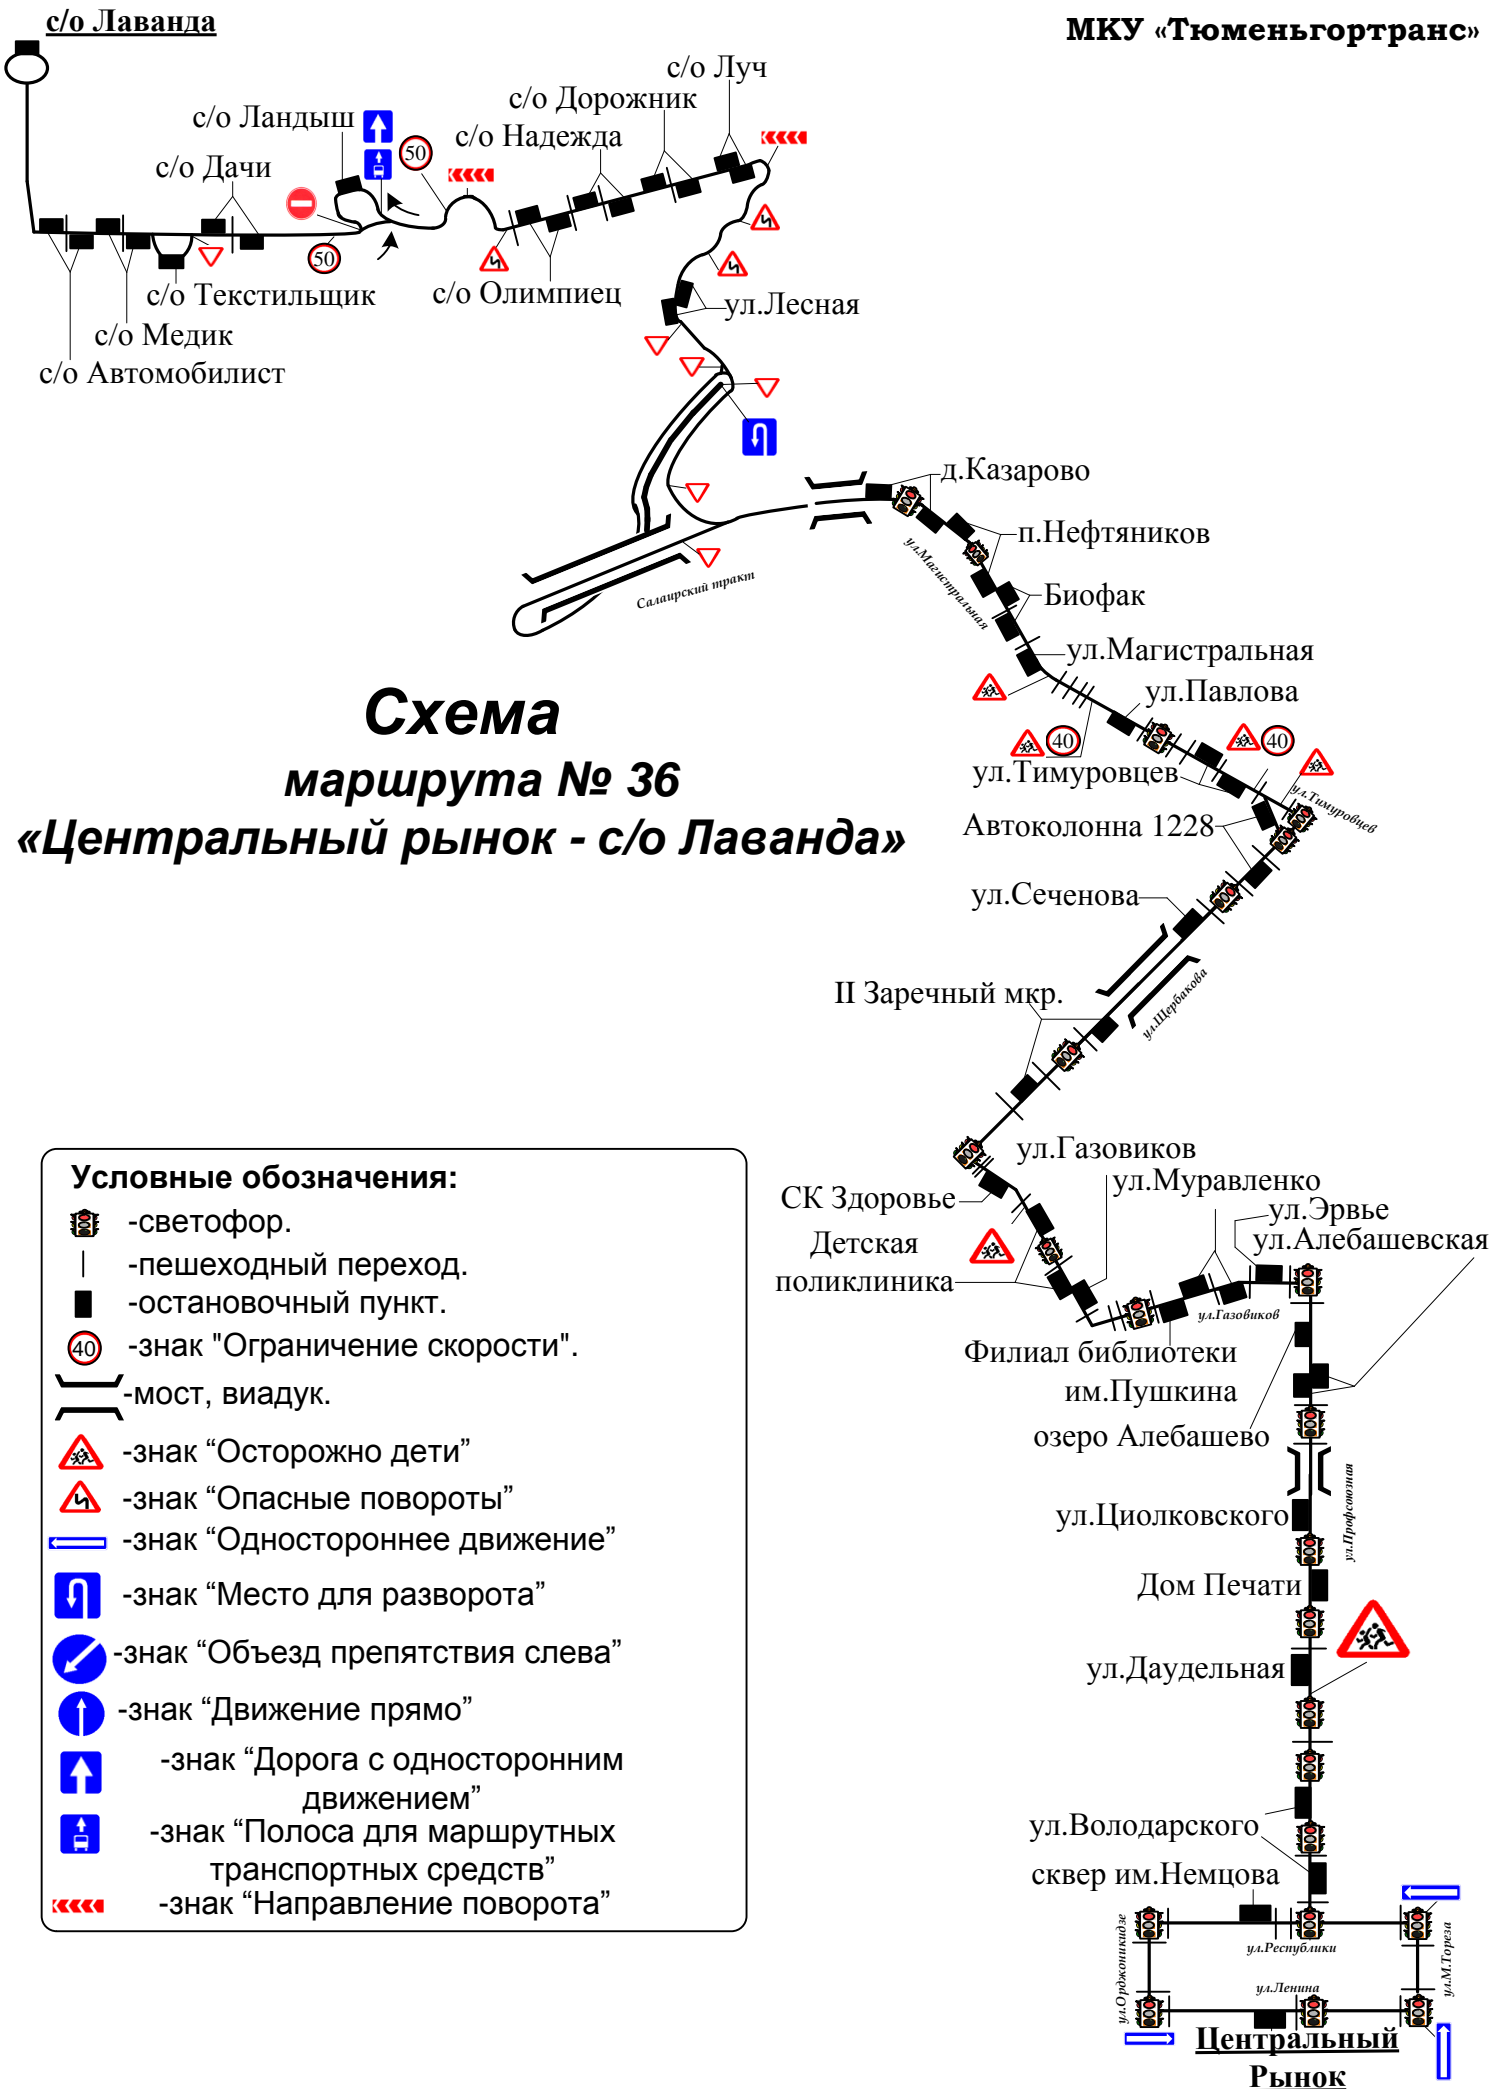 с/о Лаванда
МКУ «Тюменьгортранс»
с/о Луч
с/о Дорожник
с/о Ландыш
с/о Надежда
50
с/о Дачи
50
с/о Текстильщик
с/о Олимпиец
ул.Лесная
с/о Медик
с/о Автомобилист
д.Казарово
п.Нефтяников
ул.Магистральная
Салаирский тракт
Биофак
ул.Магистральная
ул.Павлова
Схема
маршрута № 36
«Центральный рынок - с/о Лаванда»
40
40
ул.Тимуровцев
ул.Тимуровцев
Автоколонна 1228
ул.Сеченова
II Заречный мкр.
ул.Щербакова
ул.Газовиков
ул.Муравленко
СК Здоровье
ул.Эрвье
ул.Алебашевская
Детская
поликлиника
ул.Газовиков
Филиал библиотеки
им.Пушкина
озеро Алебашево
ул.Профсоюзная
ул.Циолковского
Дом Печати
ул.Даудельная
ул.Володарского
сквер им.Немцова
ул.Орджоникидзе
ул.Республики
ул.М.Тореза
ул.Ленина
Центральный
Рынок
Условные обозначения:
-светофор.
-пешеходный переход.
-остановочный пункт.
40
-знак "Ограничение скорости".
-мост, виадук.
-знак “Осторожно дети”
-знак “Опасные повороты”
-знак “Одностороннее движение”
-знак “Место для разворота”
-знак “Объезд препятствия слева”
-знак “Движение прямо”
-знак “Дорога с односторонним
движением”
-знак “Полоса для маршрутных
транспортных средств”
-знак “Направление поворота”